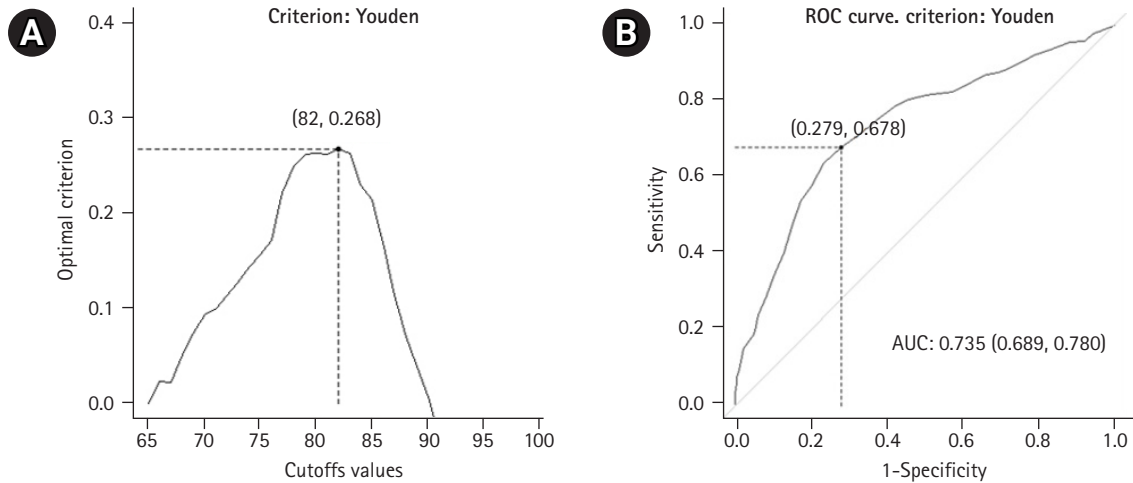 A
Criterion: Youden
0.4
0.3
0.2
0.1
0.0
Optimal criterion
(82, 0.268)
65 70 75 80 85 90 95 100
Cutoffs values
B
ROC curve. criterion: Youden
1.0
0.8
0.6
0.4
0.2
0.0
Sensitivity
(0.279, 0.678)
AUC: 0.735 (0.689, 0.780)
0.0 0.2 0.4 0.6 0.8 1.0
1-Specificity